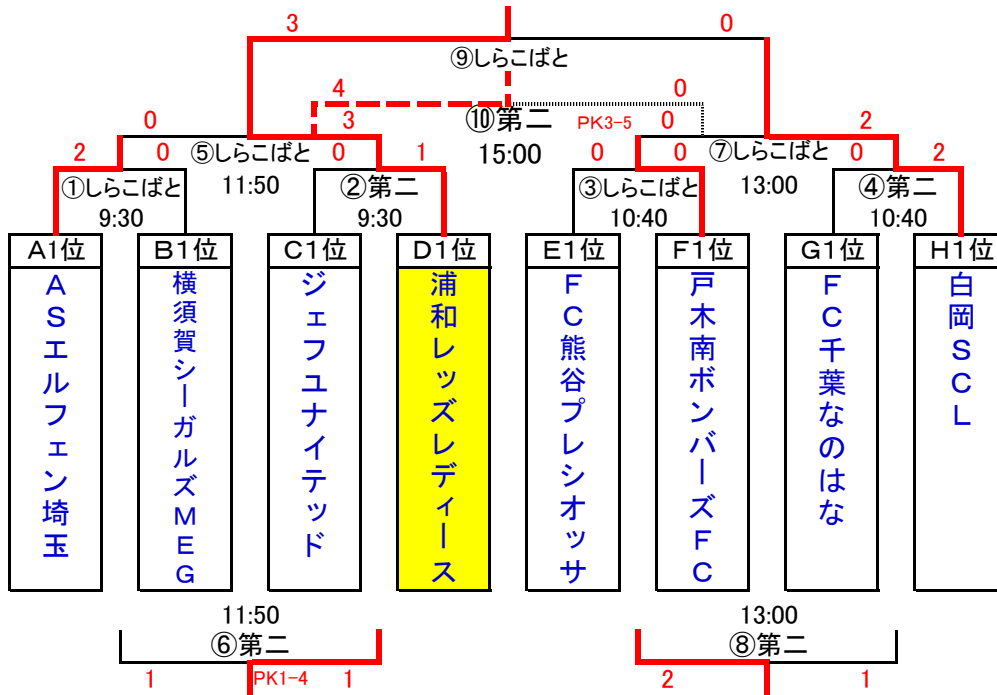 3 0
⑨しらこばと
4 0
0 3 ⑩第二 PK3-5 0 2
2 0 ⑤しらこばと 0 1 15:00 0 0 ⑦しらこばと 0 2
①しらこばと 11:50 ②第二 ③しらこばと 13:00 ④第二
9:30 9:30 10:40 10:40
A1位 B1位 C1位 D1位 E1位 F1位 G1位 H1位
ASエルフェン埼玉
横須賀シーガルズMEG
ジェフユナイテッド
浦和レッズレディース
FC熊谷プレシオッサ
戸木南ボンバーズFC
FC千葉なのはな
白岡SCL
11:50 13:00
⑥第二 ⑧第二
1 PK1-4 1 2 1